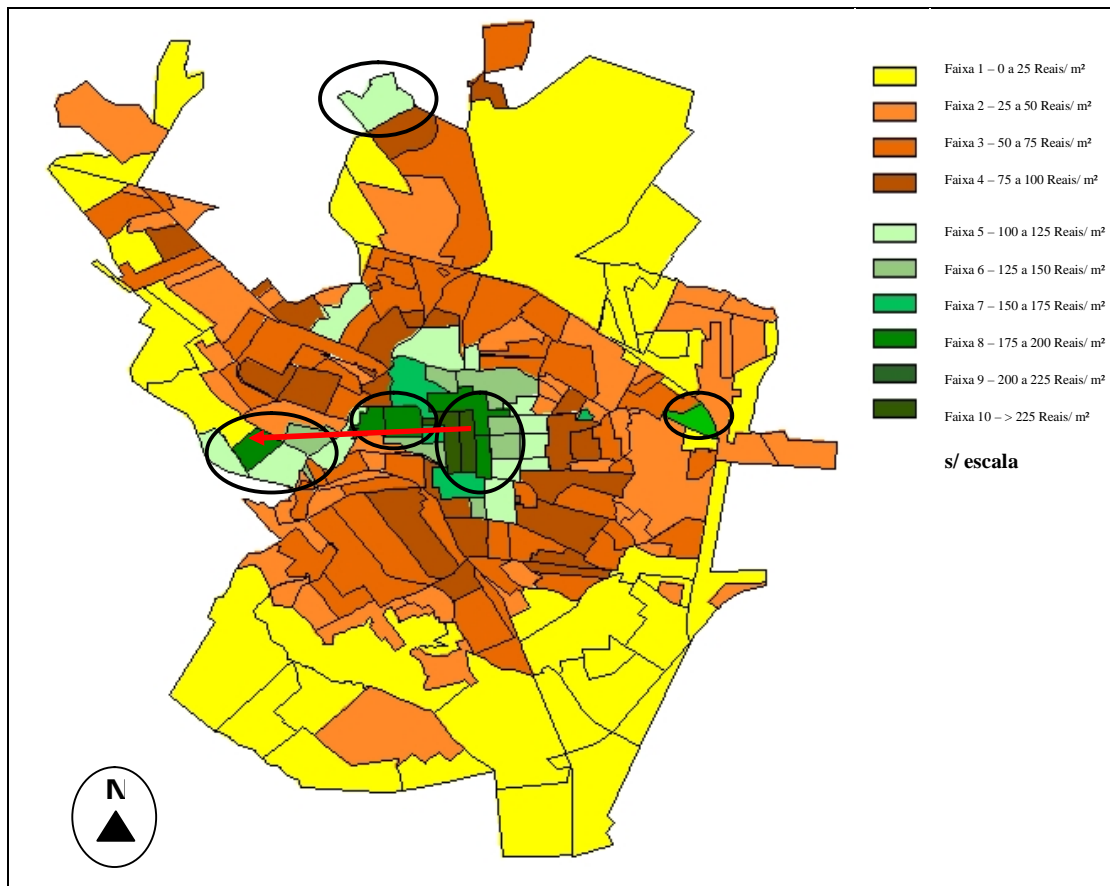 Faixa 1 – 0 a 25 Reais/ m²
Faixa 2 – 25 a 50 Reais/ m²
Faixa 3 – 50 a 75 Reais/ m²
Faixa 4 – 75 a 100 Reais/ m²
Faixa 5 – 100 a 125 Reais/ m²
Faixa 6 – 125 a 150 Reais/ m²
Faixa 7 – 150 a 175 Reais/ m²
Faixa 8 – 175 a 200 Reais/ m²
Faixa 9 – 200 a 225 Reais/ m²
Faixa 10 – > 225 Reais/ m²
s/ escala
N